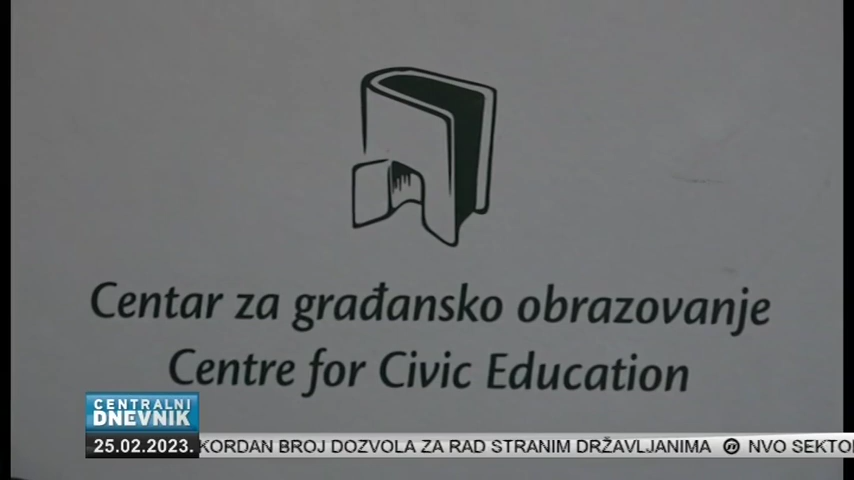 Centar za građansko obrazovanje
Centre for Civic Education
CENTRALNI
DNEVNIK
25.02.2023. KORDAN BROJ DOZVOLA ZA RAD STRANIM DRŽAVLJANIMA NVO SEKTO